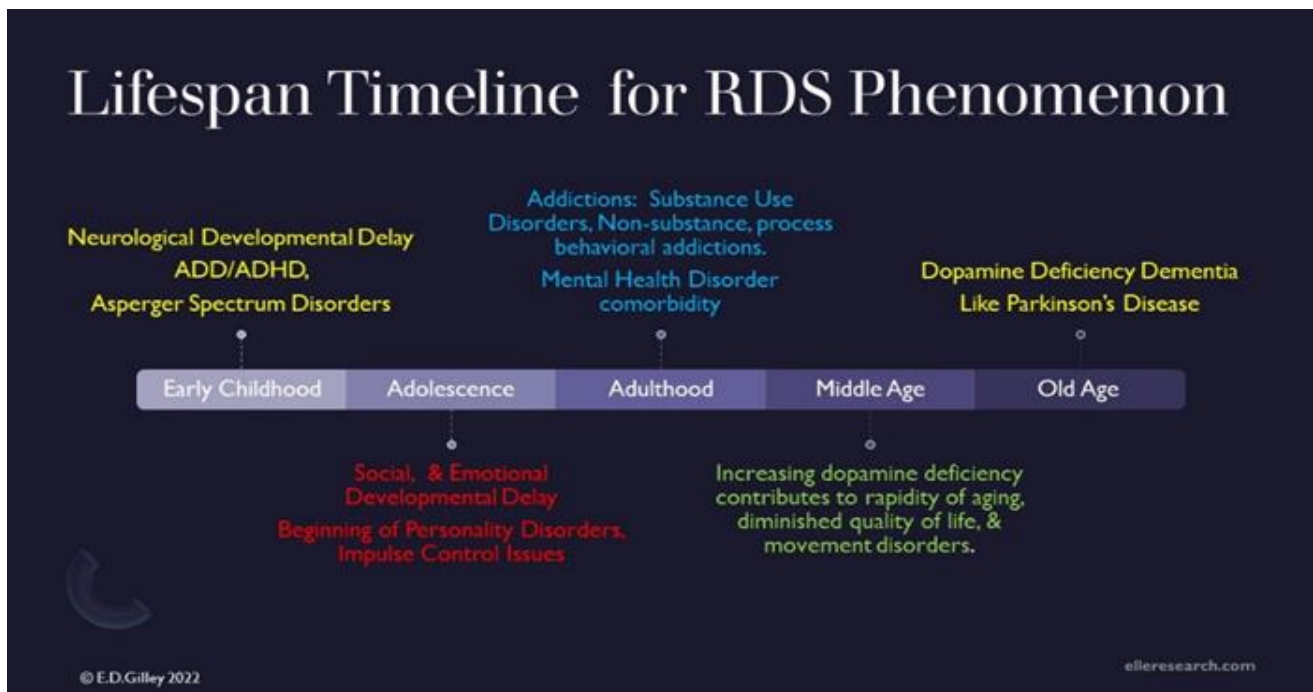 Lifespan Timeline for RDS Phenomenon
Neurological Developmental Delay
ADD/ADHD,
Asperger Spectrum Disorders
Addictions: Substance Use
Disorders, Non-substance, process
behavioral addictions.
Mental Health Disorder
comorbidity
Dopamine Deficiency Dementia
Like Parkinson's Disease
Early Childhood
Adolescence
Adulthood
Middle Age
Old Age
Social, & Emotional
Developmental Delay
Beginning of Personality Disorders,
Impulse Control Issues
Increasing dopamine deficiency
contributes to rapidity of aging,
diminished quality of life, &
movement disorders.
© E.D.Gilley 2022
elleresearch.com